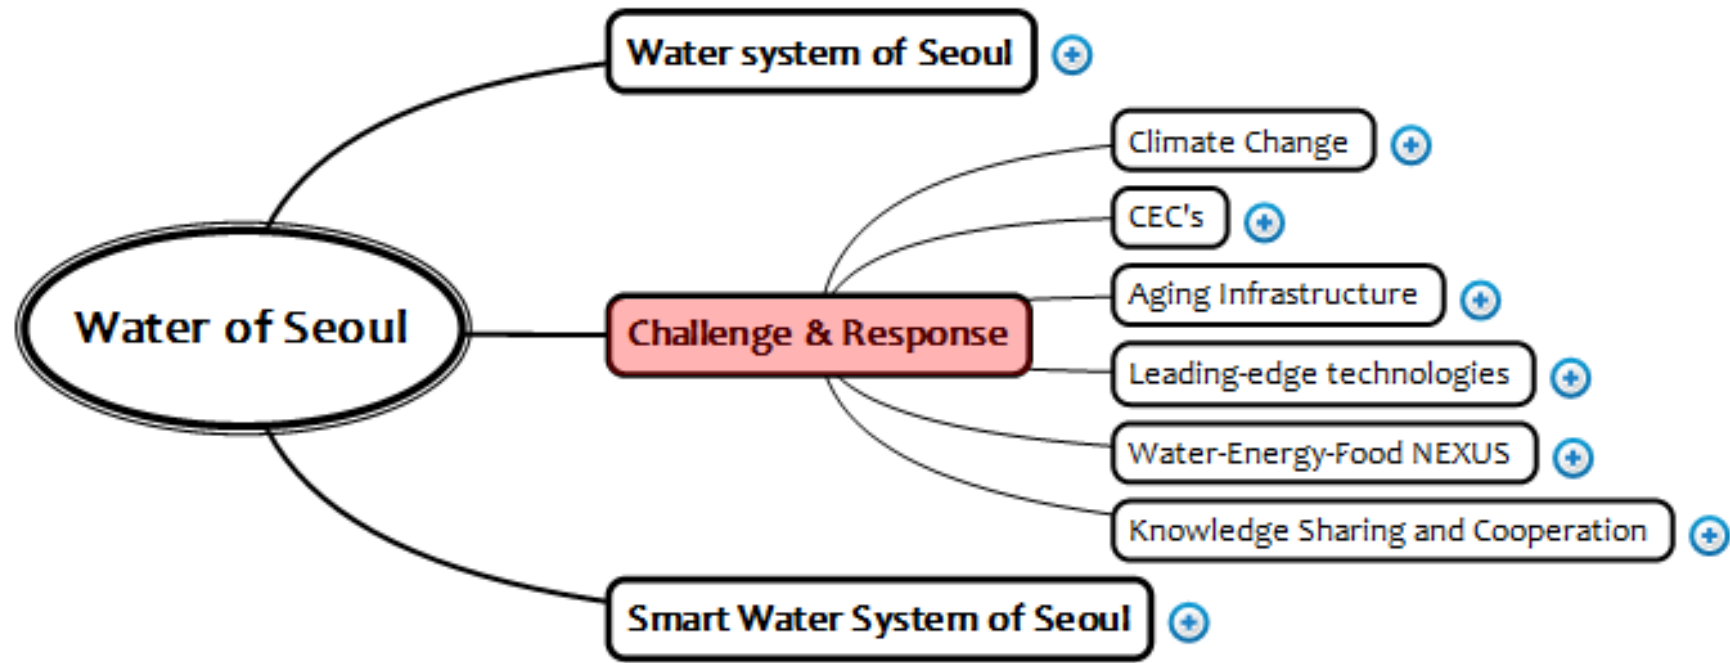 Water system of Seoul
Climate Change
CEC's
Aging Infrastructure
Water of Seoul
Challenge & Response
Leading-edge technologies
Water-Energy-Food NEXUS
Knowledge Sharing and Cooperation
Smart Water System of Seoul